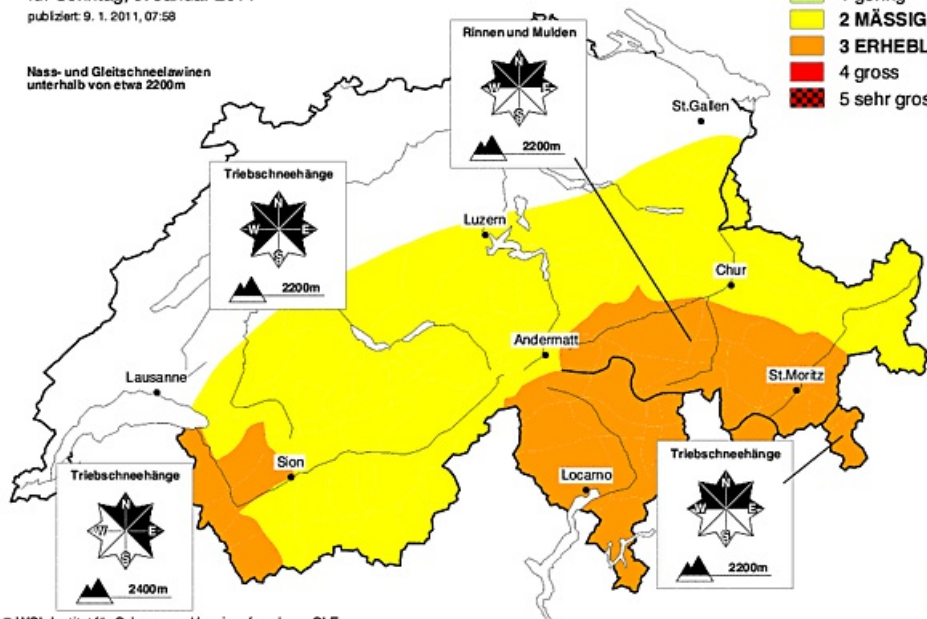 publiziert: 9. 1. 2011, 07:58
Nass- und Gleitschneelawinen
unterhalb von etwa 2200m
2 MÄSSIG
3 ERHEBL
4 gross
5 sehr gros
Rinnen und Mulden
N
W E
S
2200m
St.Gallen
Triebschneehänge
N
W E
S
2200m
Luzern
Chur
Andermatt
Lausanne
St.Moritz
Sion
Locarno
Triebschneehänge
N
W E
S
2400m
Triebschneehänge
N
W E
S
2200m